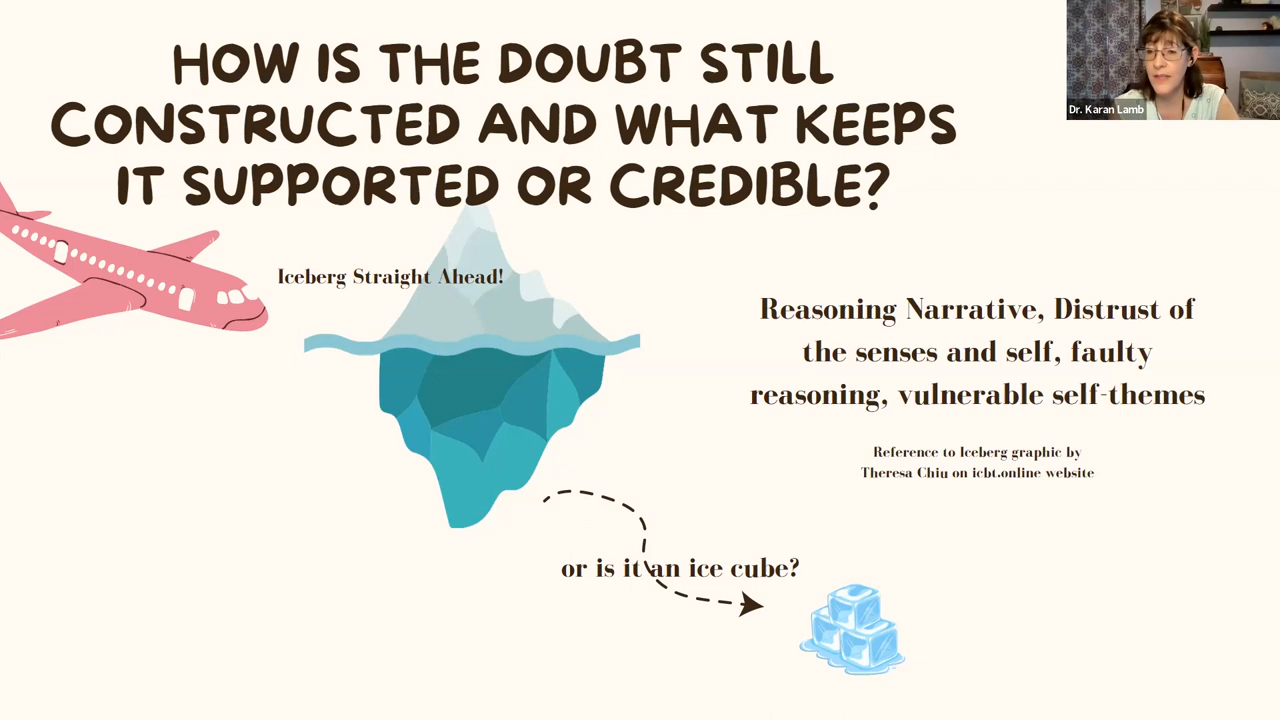 HOW IS THE DOUBT STILL
CONSTRUCTED AND WHAT KEEPS
IT SUPPORTED OR CREDIBLE?
Dr. Karan Lamb
Iceberg Straight Ahead!
Reasoning Narrative, Distrust of
the senses and self, faulty
reasoning, vulnerable self-themes
Reference to Iceberg graphic by
Theresa Chiu on icbt.online website
or is it an ice cube?